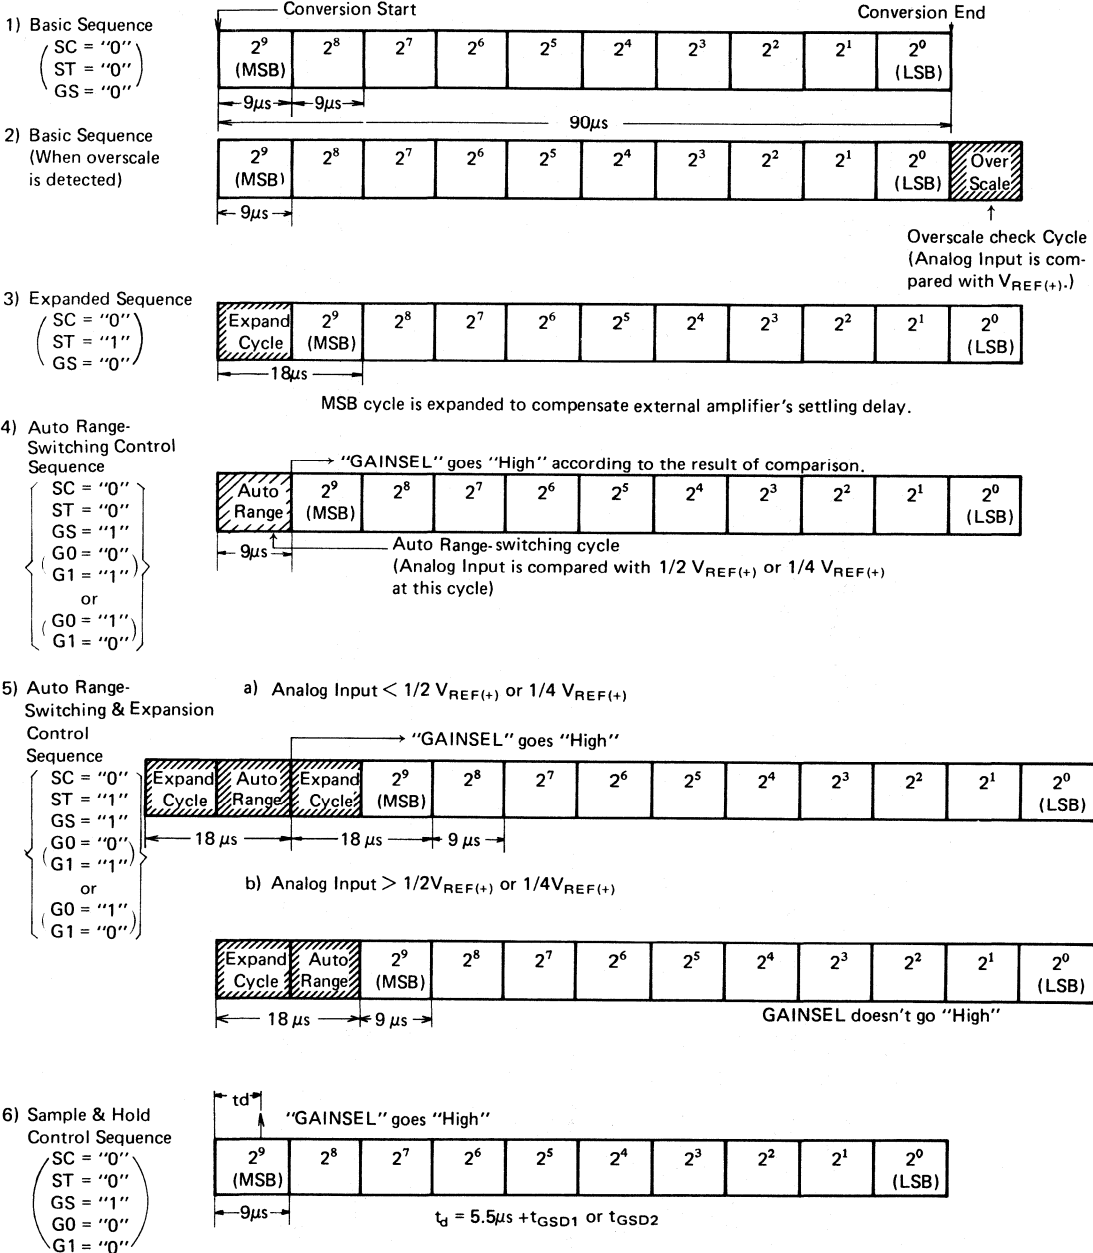 Conversion Start
Conversion End
1) Basic Sequence
SC = "0"
ST = "0"
GS = "0"
2⁹ (MSB) 2⁸ 2⁷ 2⁶ 2⁵ 2⁴ 2³ 2² 2¹ 2⁰ (LSB)
9μs 9μs
90μs
2) Basic Sequence
(When overscale
is detected)
2⁹ (MSB) 2⁸ 2⁷ 2⁶ 2⁵ 2⁴ 2³ 2² 2¹ 2⁰ (LSB) Over Scale
9μs
Overscale check Cycle
(Analog Input is com-
pared with VREF(+).)
3) Expanded Sequence
SC = "0"
ST = "1"
GS = "0"
Expand Cycle 2⁹ (MSB) 2⁸ 2⁷ 2⁶ 2⁵ 2⁴ 2³ 2² 2¹ 2⁰ (LSB)
18μs
MSB cycle is expanded to compensate external amplifier's settling delay.
4) Auto Range-
Switching Control
Sequence
SC = "0"
ST = "0"
GS = "1"
(G0 = "0"
G1 = "1")
or
(G0 = "1"
G1 = "0")
"GAINSEL" goes "High" according to the result of comparison.
Auto Range 2⁹ (MSB) 2⁸ 2⁷ 2⁶ 2⁵ 2⁴ 2³ 2² 2¹ 2⁰ (LSB)
9μs
Auto Range-switching cycle
(Analog Input is compared with 1/2 VREF(+) or 1/4 VREF(+)
at this cycle)
5) Auto Range-
Switching & Expansion
Control
Sequence
SC = "0"
ST = "1"
GS = "1"
(G0 = "0"
G1 = "1")
or
(G0 = "1"
G1 = "0")
a) Analog Input < 1/2 VREF(+) or 1/4 VREF(+)
"GAINSEL" goes "High"
Expand Cycle Auto Range Expand Cycle 2⁹ (MSB) 2⁸ 2⁷ 2⁶ 2⁵ 2⁴ 2³ 2² 2¹ 2⁰ (LSB)
18 μs 18 μs 9 μs
b) Analog Input > 1/2VREF(+) or 1/4VREF(+)
Expand Cycle Auto Range 2⁹ (MSB) 2⁸ 2⁷ 2⁶ 2⁵ 2⁴ 2³ 2² 2¹ 2⁰ (LSB)
18 μs 9 μs
GAINSEL doesn't go "High"
6) Sample & Hold
Control Sequence
SC = "0"
ST = "0"
GS = "1"
G0 = "0"
G1 = "0"
td
"GAINSEL" goes "High"
2⁹ (MSB) 2⁸ 2⁷ 2⁶ 2⁵ 2⁴ 2³ 2² 2¹ 2⁰ (LSB)
9μs
td = 5.5μs +tGSD1 or tGSD2